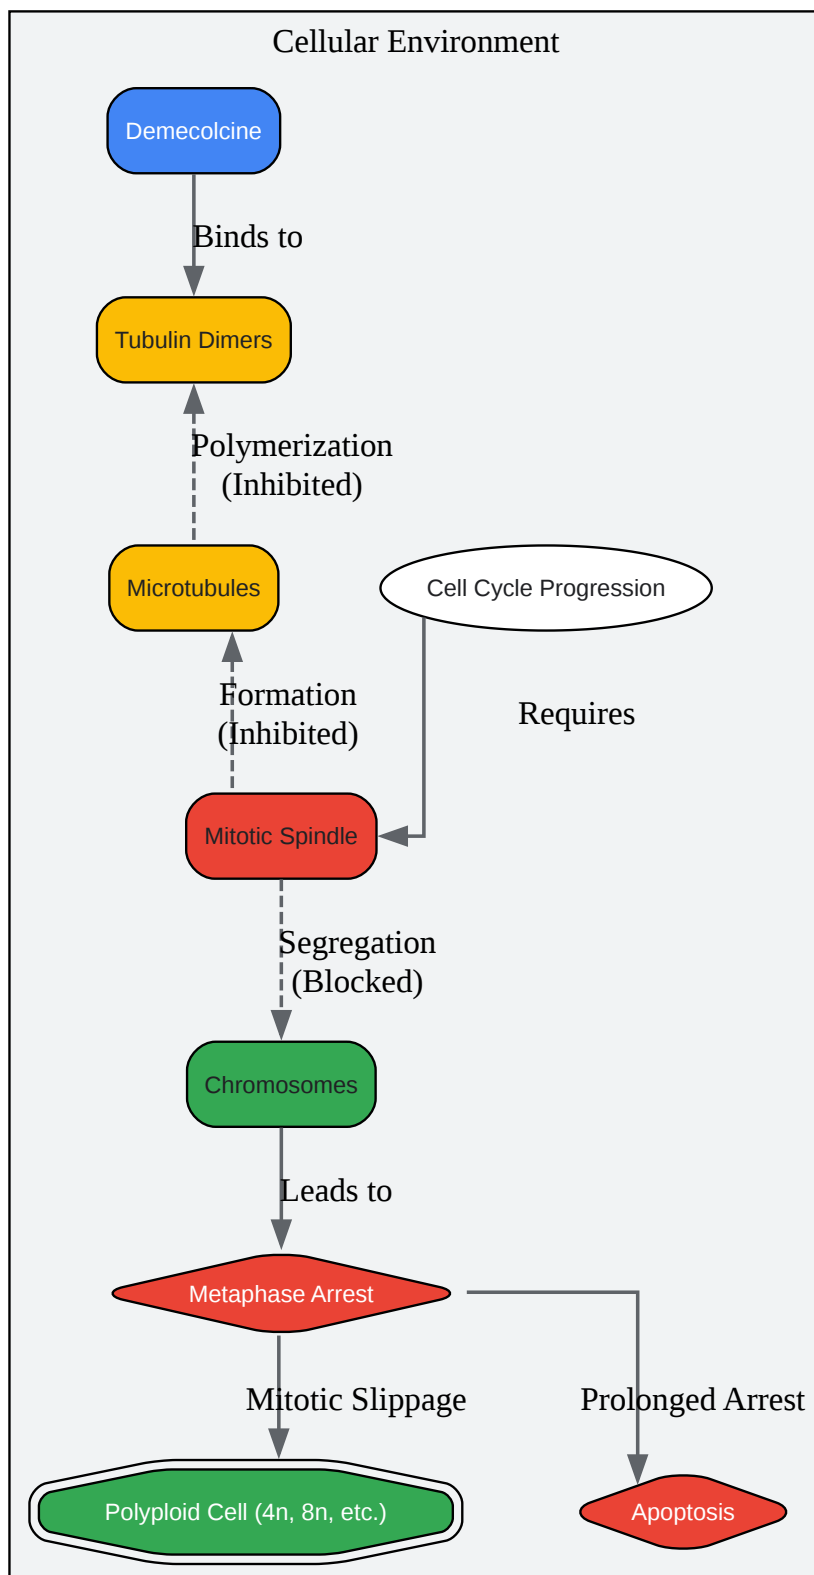 Cellular Environment
Demecolcine
Binds to
Tubulin Dimers
Polymerization
(Inhibited)
Microtubules
Cell Cycle Progression
Formation
(Inhibited)
Requires
Mitotic Spindle
Segregation
(Blocked)
Chromosomes
Leads to
Metaphase Arrest
Mitotic Slippage
Prolonged Arrest
Polyploid Cell (4n, 8n, etc.)
Apoptosis